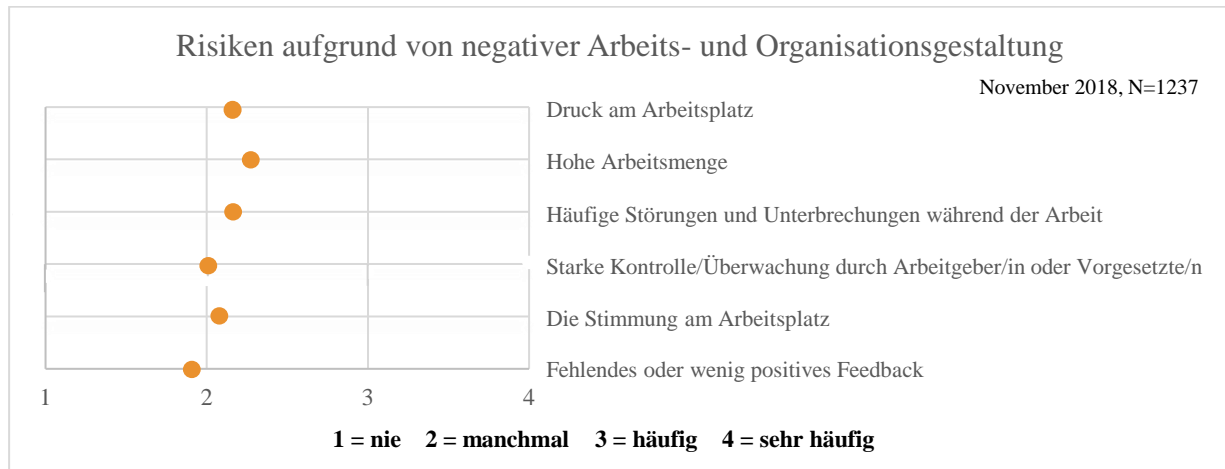 Risiken aufgrund von negativer Arbeits- und Organisationsgestaltung
November 2018, N=1237
Druck am Arbeitsplatz
Hohe Arbeitsmenge
Häufige Störungen und Unterbrechungen während der Arbeit
Starke Kontrolle/Überwachung durch Arbeitgeber/in oder Vorgesetzte/n
Die Stimmung am Arbeitsplatz
Fehlendes oder wenig positives Feedback
1 2 3 4
1 = nie 2 = manchmal 3 = häufig 4 = sehr häufig